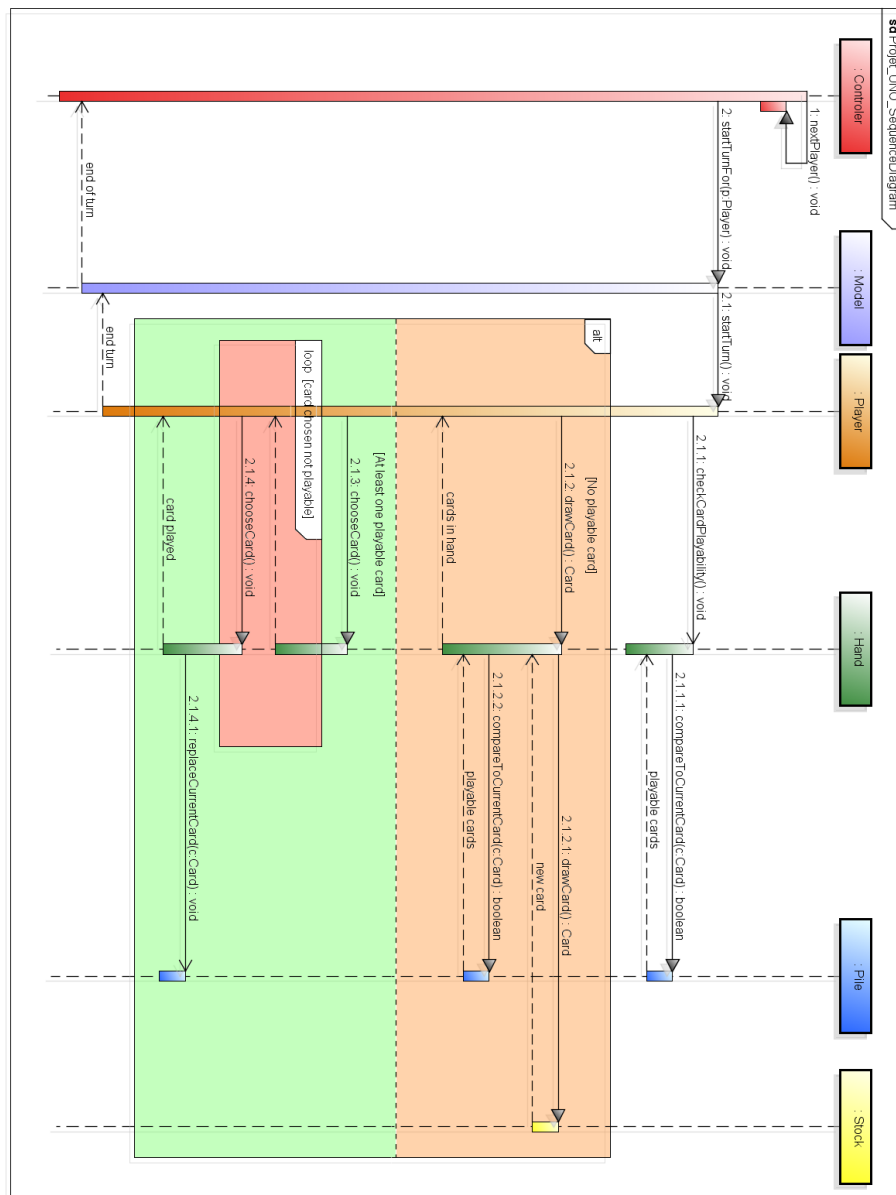 sd Projet_UNO_SequenceDiagram
: Controler
: Model
: Player
: Hand
: Pile
: Stock
1: nextPlayer() : void
2: startTurnFor(p:Player) : void
2.1: startTurn() : void
2.1.1: checkCardPlayability() : void
2.1.1.1: compareToCurrentCard(c:Card) : boolean
playable cards
alt
[No playable card]
2.1.2: drawCard() : Card
2.1.2.1: drawCard() : Card
new card
2.1.2.2: compareToCurrentCard(c:Card) : boolean
playable cards
cards in hand
[At least one playable card]
2.1.3: chooseCard() : void
loop [card chosen not playable]
2.1.4: chooseCard() : void
2.1.4.1: replaceCurrentCard(c:Card) : void
card played
end turn
end of turn